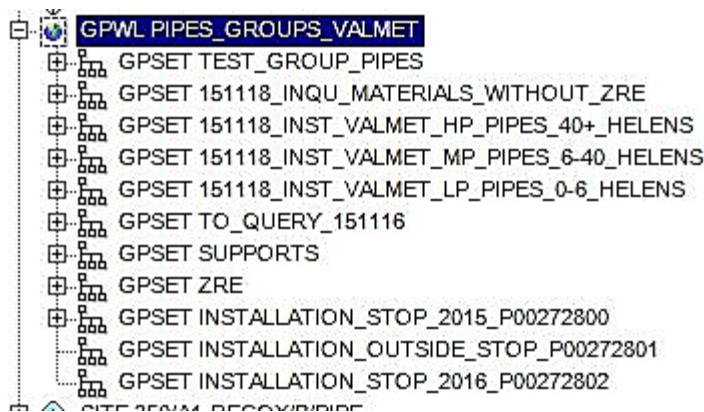 GPWL PIPES_GROUPS_VALMET
GPSET TEST_GROUP_PIPES
GPSET 151118_INQU_MATERIALS_WITHOUT_ZRE
GPSET 151118_INST_VALMET_HP_PIPES_40+_HELENS
GPSET 151118_INST_VALMET_MP_PIPES_6-40_HELENS
GPSET 151118_INST_VALMET_LP_PIPES_0-6_HELENS
GPSET TO_QUERY_151116
GPSET SUPPORTS
GPSET ZRE
GPSET INSTALLATION_STOP_2015_P00272800
GPSET INSTALLATION_OUTSIDE_STOP_P00272801
GPSET INSTALLATION_STOP_2016_P00272802
SITE